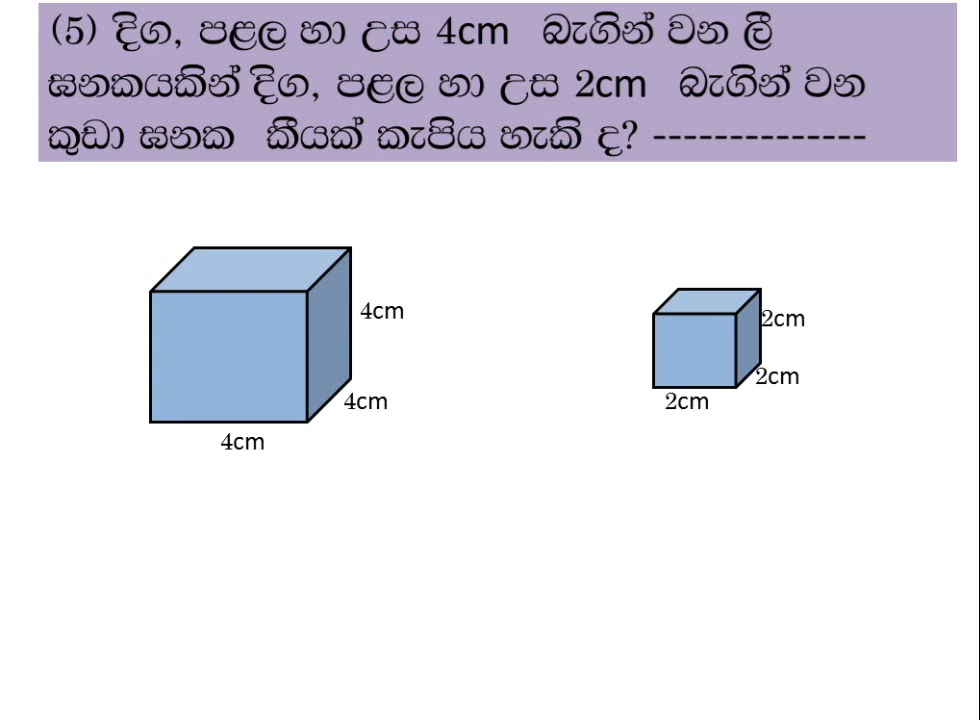 (5) දිග, පළල හා උස 4cm බැගින් වන ලී
ඝනකයකින් දිග, පළල හා උස 2cm බැගින් වන
කුඩා ඝනක කීයක් කැපිය හැකි ද? --------------
4cm
4cm
4cm
2cm
2cm
2cm